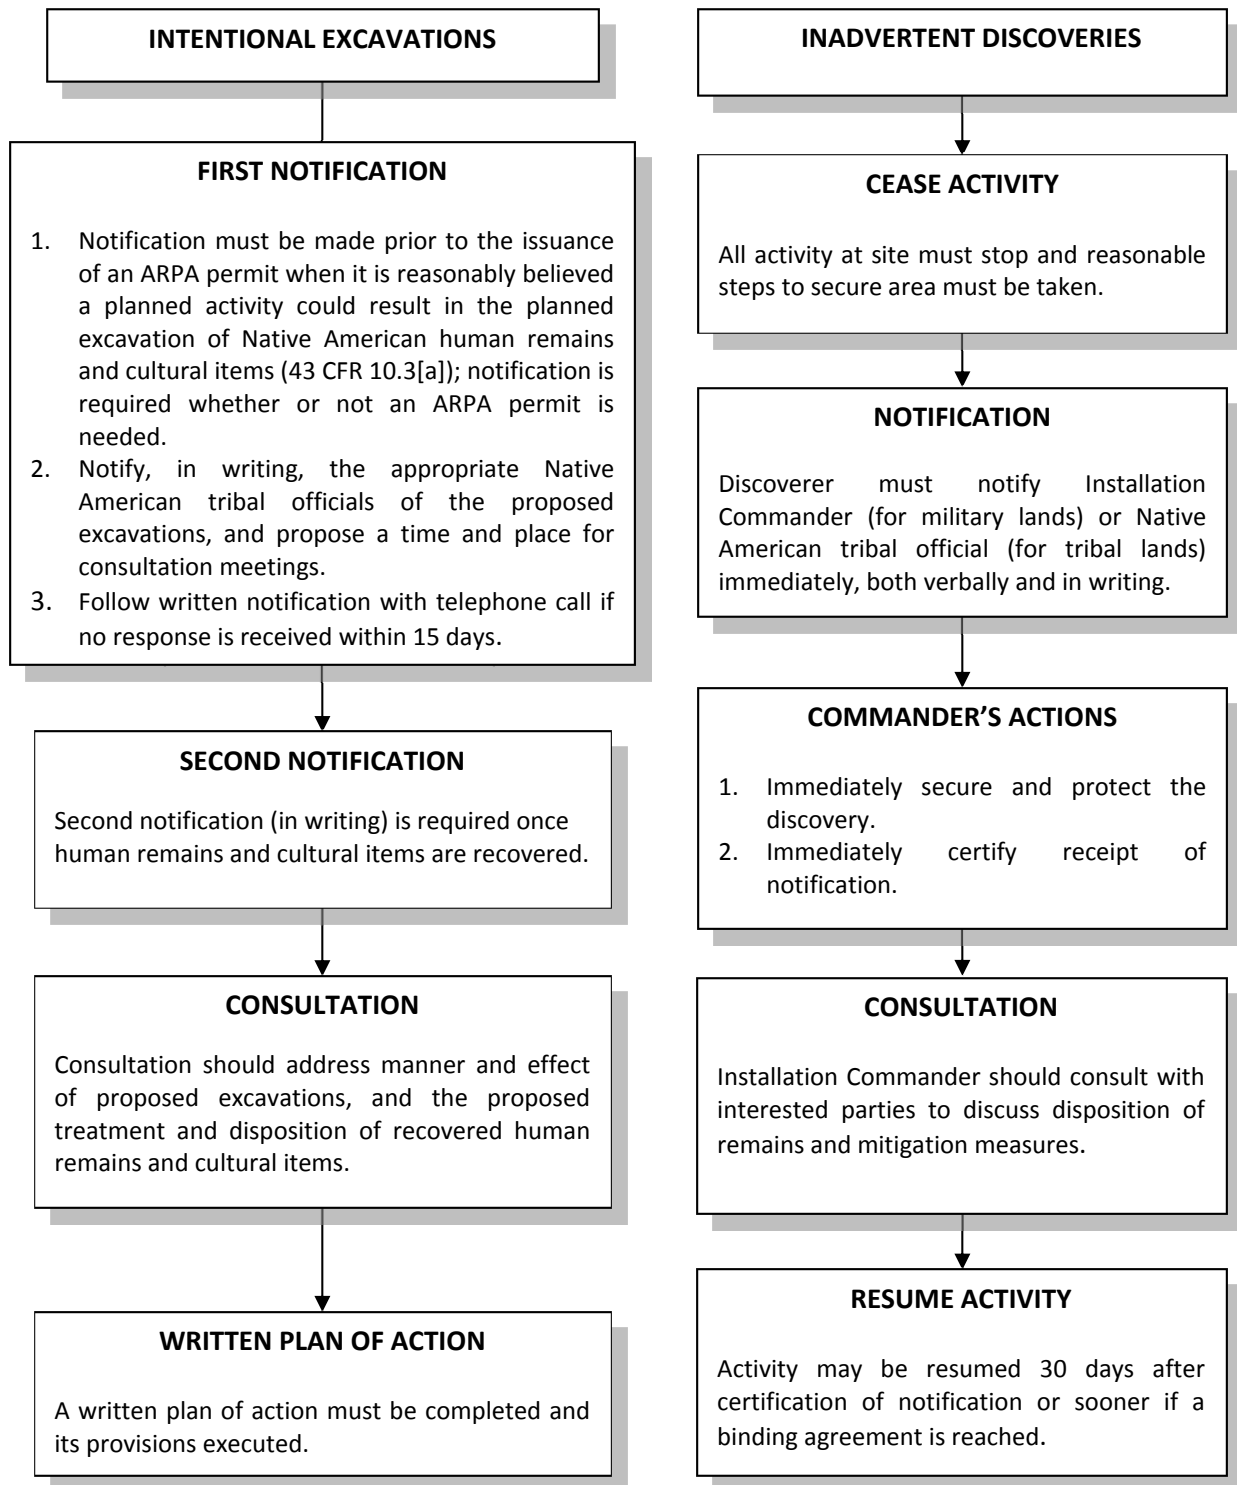 INTENTIONAL EXCAVATIONS
FIRST NOTIFICATION
1. Notification must be made prior to the issuance
of an ARPA permit when it is reasonably believed
a planned activity could result in the planned
excavation of Native American human remains
and cultural items (43 CFR 10.3[a]); notification is
required whether or not an ARPA permit is
needed.
2. Notify, in writing, the appropriate Native
American tribal officials of the proposed
excavations, and propose a time and place for
consultation meetings.
3. Follow written notification with telephone call if
no response is received within 15 days.
SECOND NOTIFICATION
Second notification (in writing) is required once
human remains and cultural items are recovered.
CONSULTATION
Consultation should address manner and effect
of proposed excavations, and the proposed
treatment and disposition of recovered human
remains and cultural items.
WRITTEN PLAN OF ACTION
A written plan of action must be completed and
its provisions executed.
INADVERTENT DISCOVERIES
CEASE ACTIVITY
All activity at site must stop and reasonable
steps to secure area must be taken.
NOTIFICATION
Discoverer must notify Installation
Commander (for military lands) or Native
American tribal official (for tribal lands)
immediately, both verbally and in writing.
COMMANDER'S ACTIONS
1. Immediately secure and protect the
discovery.
2. Immediately certify receipt of
notification.
CONSULTATION
Installation Commander should consult with
interested parties to discuss disposition of
remains and mitigation measures.
RESUME ACTIVITY
Activity may be resumed 30 days after
certification of notification or sooner if a
binding agreement is reached.